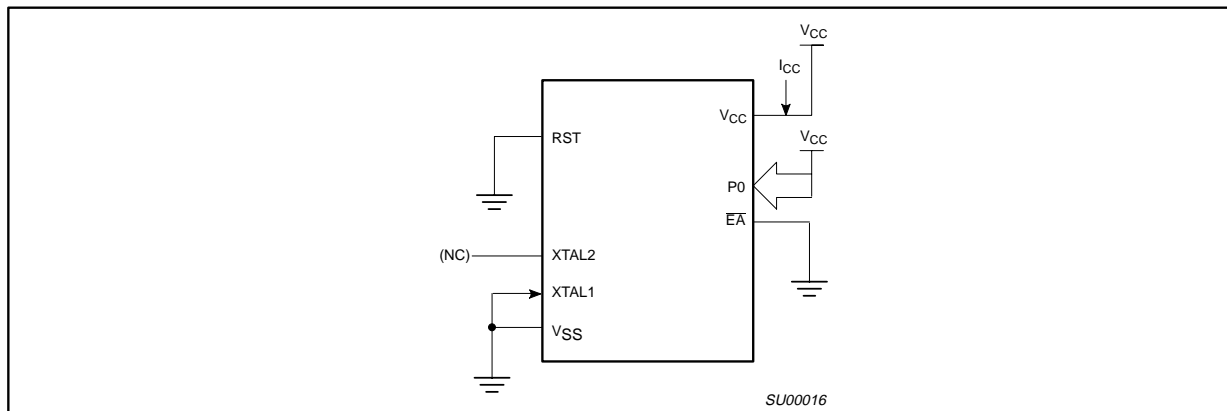 VCC
ICC
VCC
RST
VCC
P0
EA
(NC)
XTAL2
XTAL1
VSS
SU00016